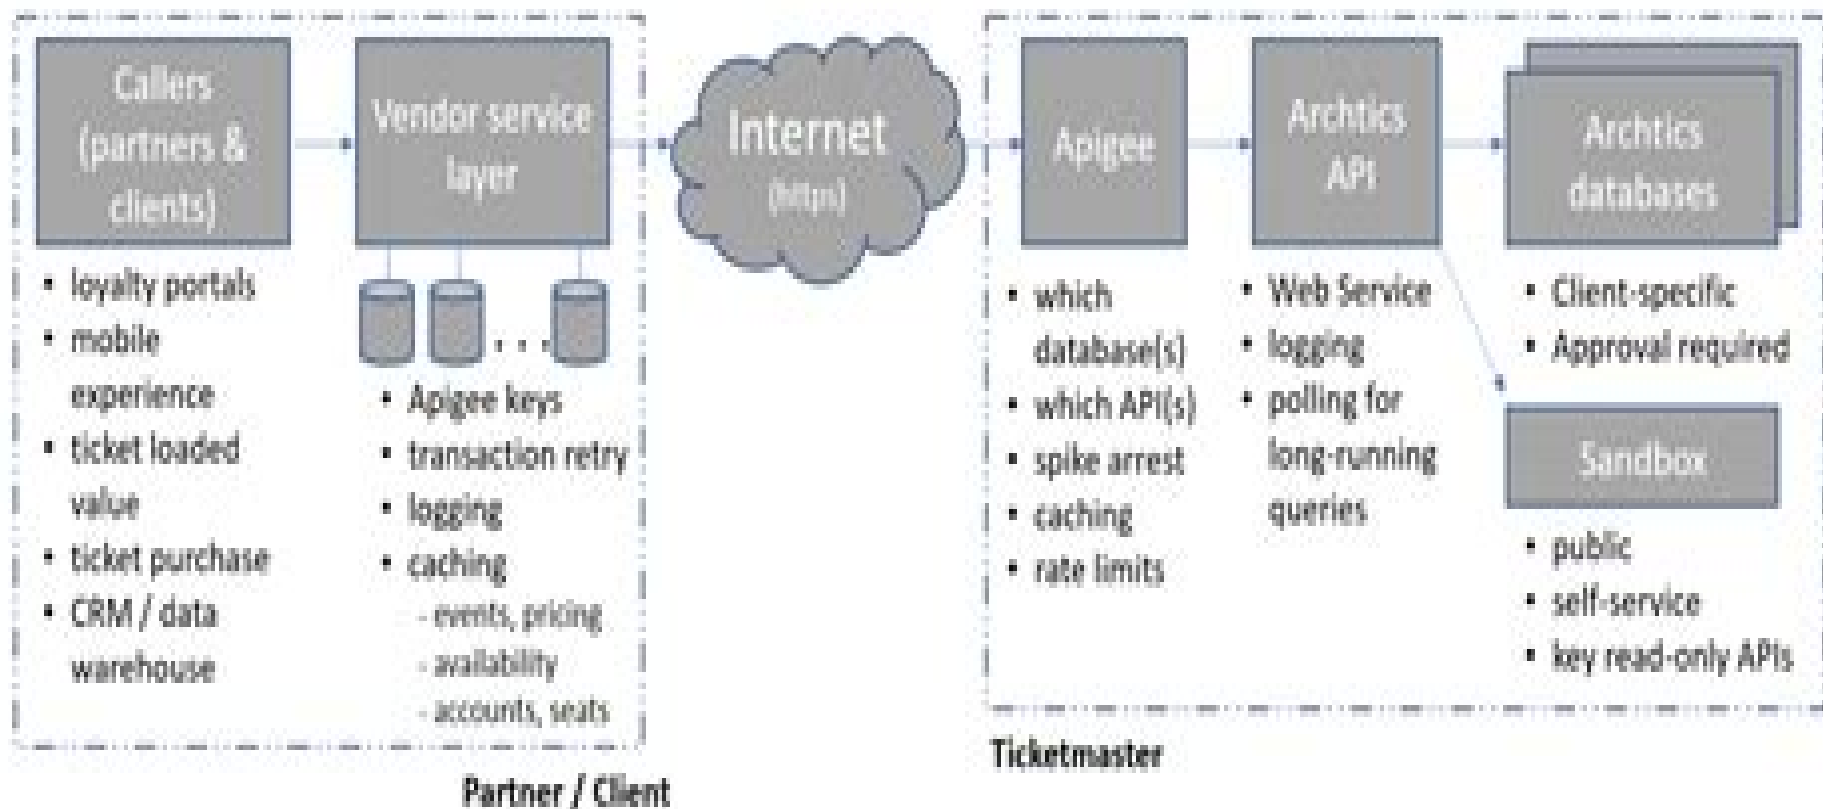 Callers
(partners &
clients)
• loyalty portals
• mobile
experience
• ticket loaded
value
• ticket purchase
• CRM / data
warehouse
Vendor service
layer
. . .
• Apigee keys
• transaction retry
• logging
• caching
- events, pricing
- availability
- accounts, seats
Partner / Client
Internet
(https)
Apigee
• which
database(s)
• which API(s)
• spike arrest
• caching
• rate limits
Archtics
API
• Web Service
• logging
• polling for
long-running
queries
Archtics
databases
• Client-specific
• Approval required
Sandbox
• public
• self-service
• key read-only APIs
Ticketmaster